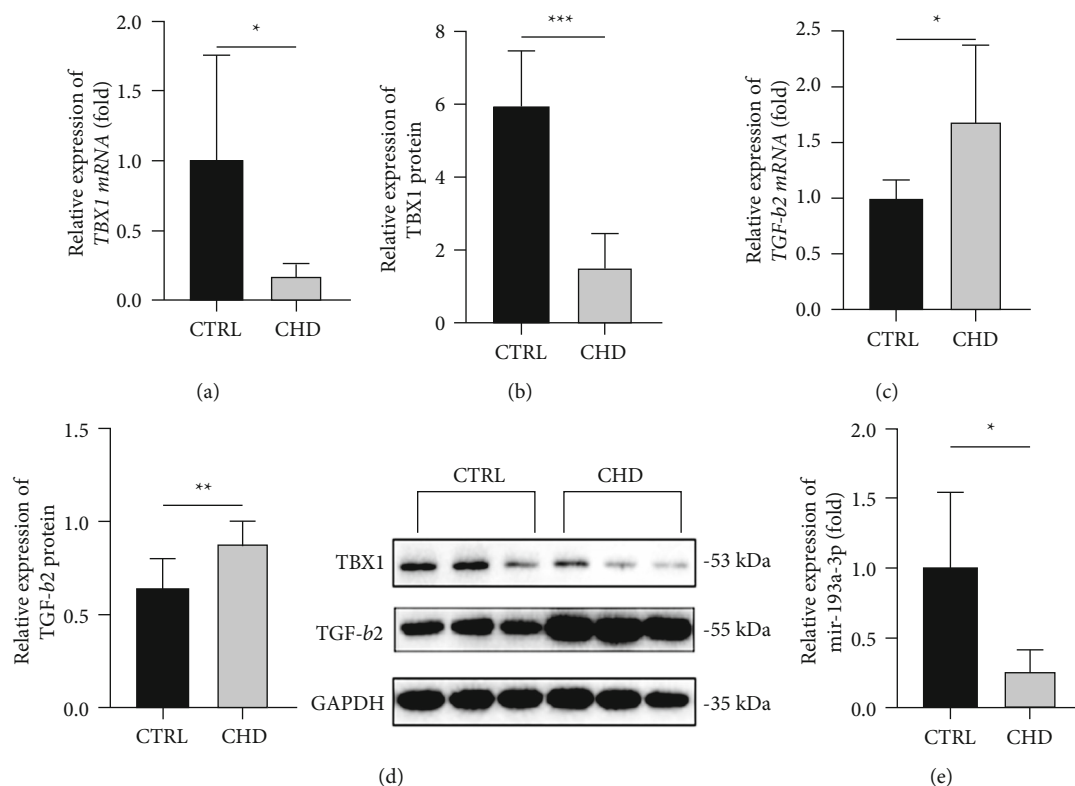 Relative expression of
TBX1 mRNA (fold)
2.0
1.5
1.0
0.5
0.0
*
CTRL
CHD
(a)
Relative expression of
TBX1 protein
8
6
4
2
0
***
CTRL
CHD
(b)
Relative expression of
TGF-b2 mRNA (fold)
2.5
2.0
1.5
1.0
0.5
0.0
*
CTRL
CHD
(c)
Relative expression of
TGF-b2 protein
1.5
1.0
0.5
0.0
**
CTRL
CHD
CTRL
CHD
TBX1
-53 kDa
TGF-b2
-55 kDa
GAPDH
-35 kDa
(d)
Relative expression of
mir-193a-3p (fold)
2.0
1.5
1.0
0.5
0.0
*
CTRL
CHD
(e)